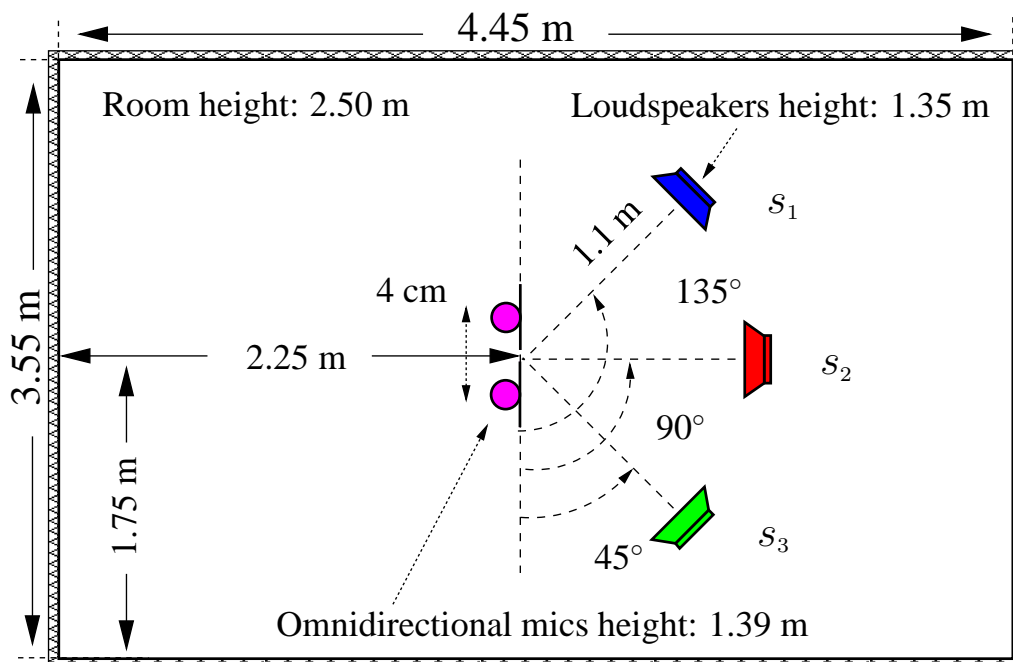 4.45 m
Room height: 2.50 m
Loudspeakers height: 1.35 m
s₁
1.1 m
4 cm
135°
3.55 m
2.25 m
s₂
90°
1.75 m
s₃
45°
Omnidirectional mics height: 1.39 m